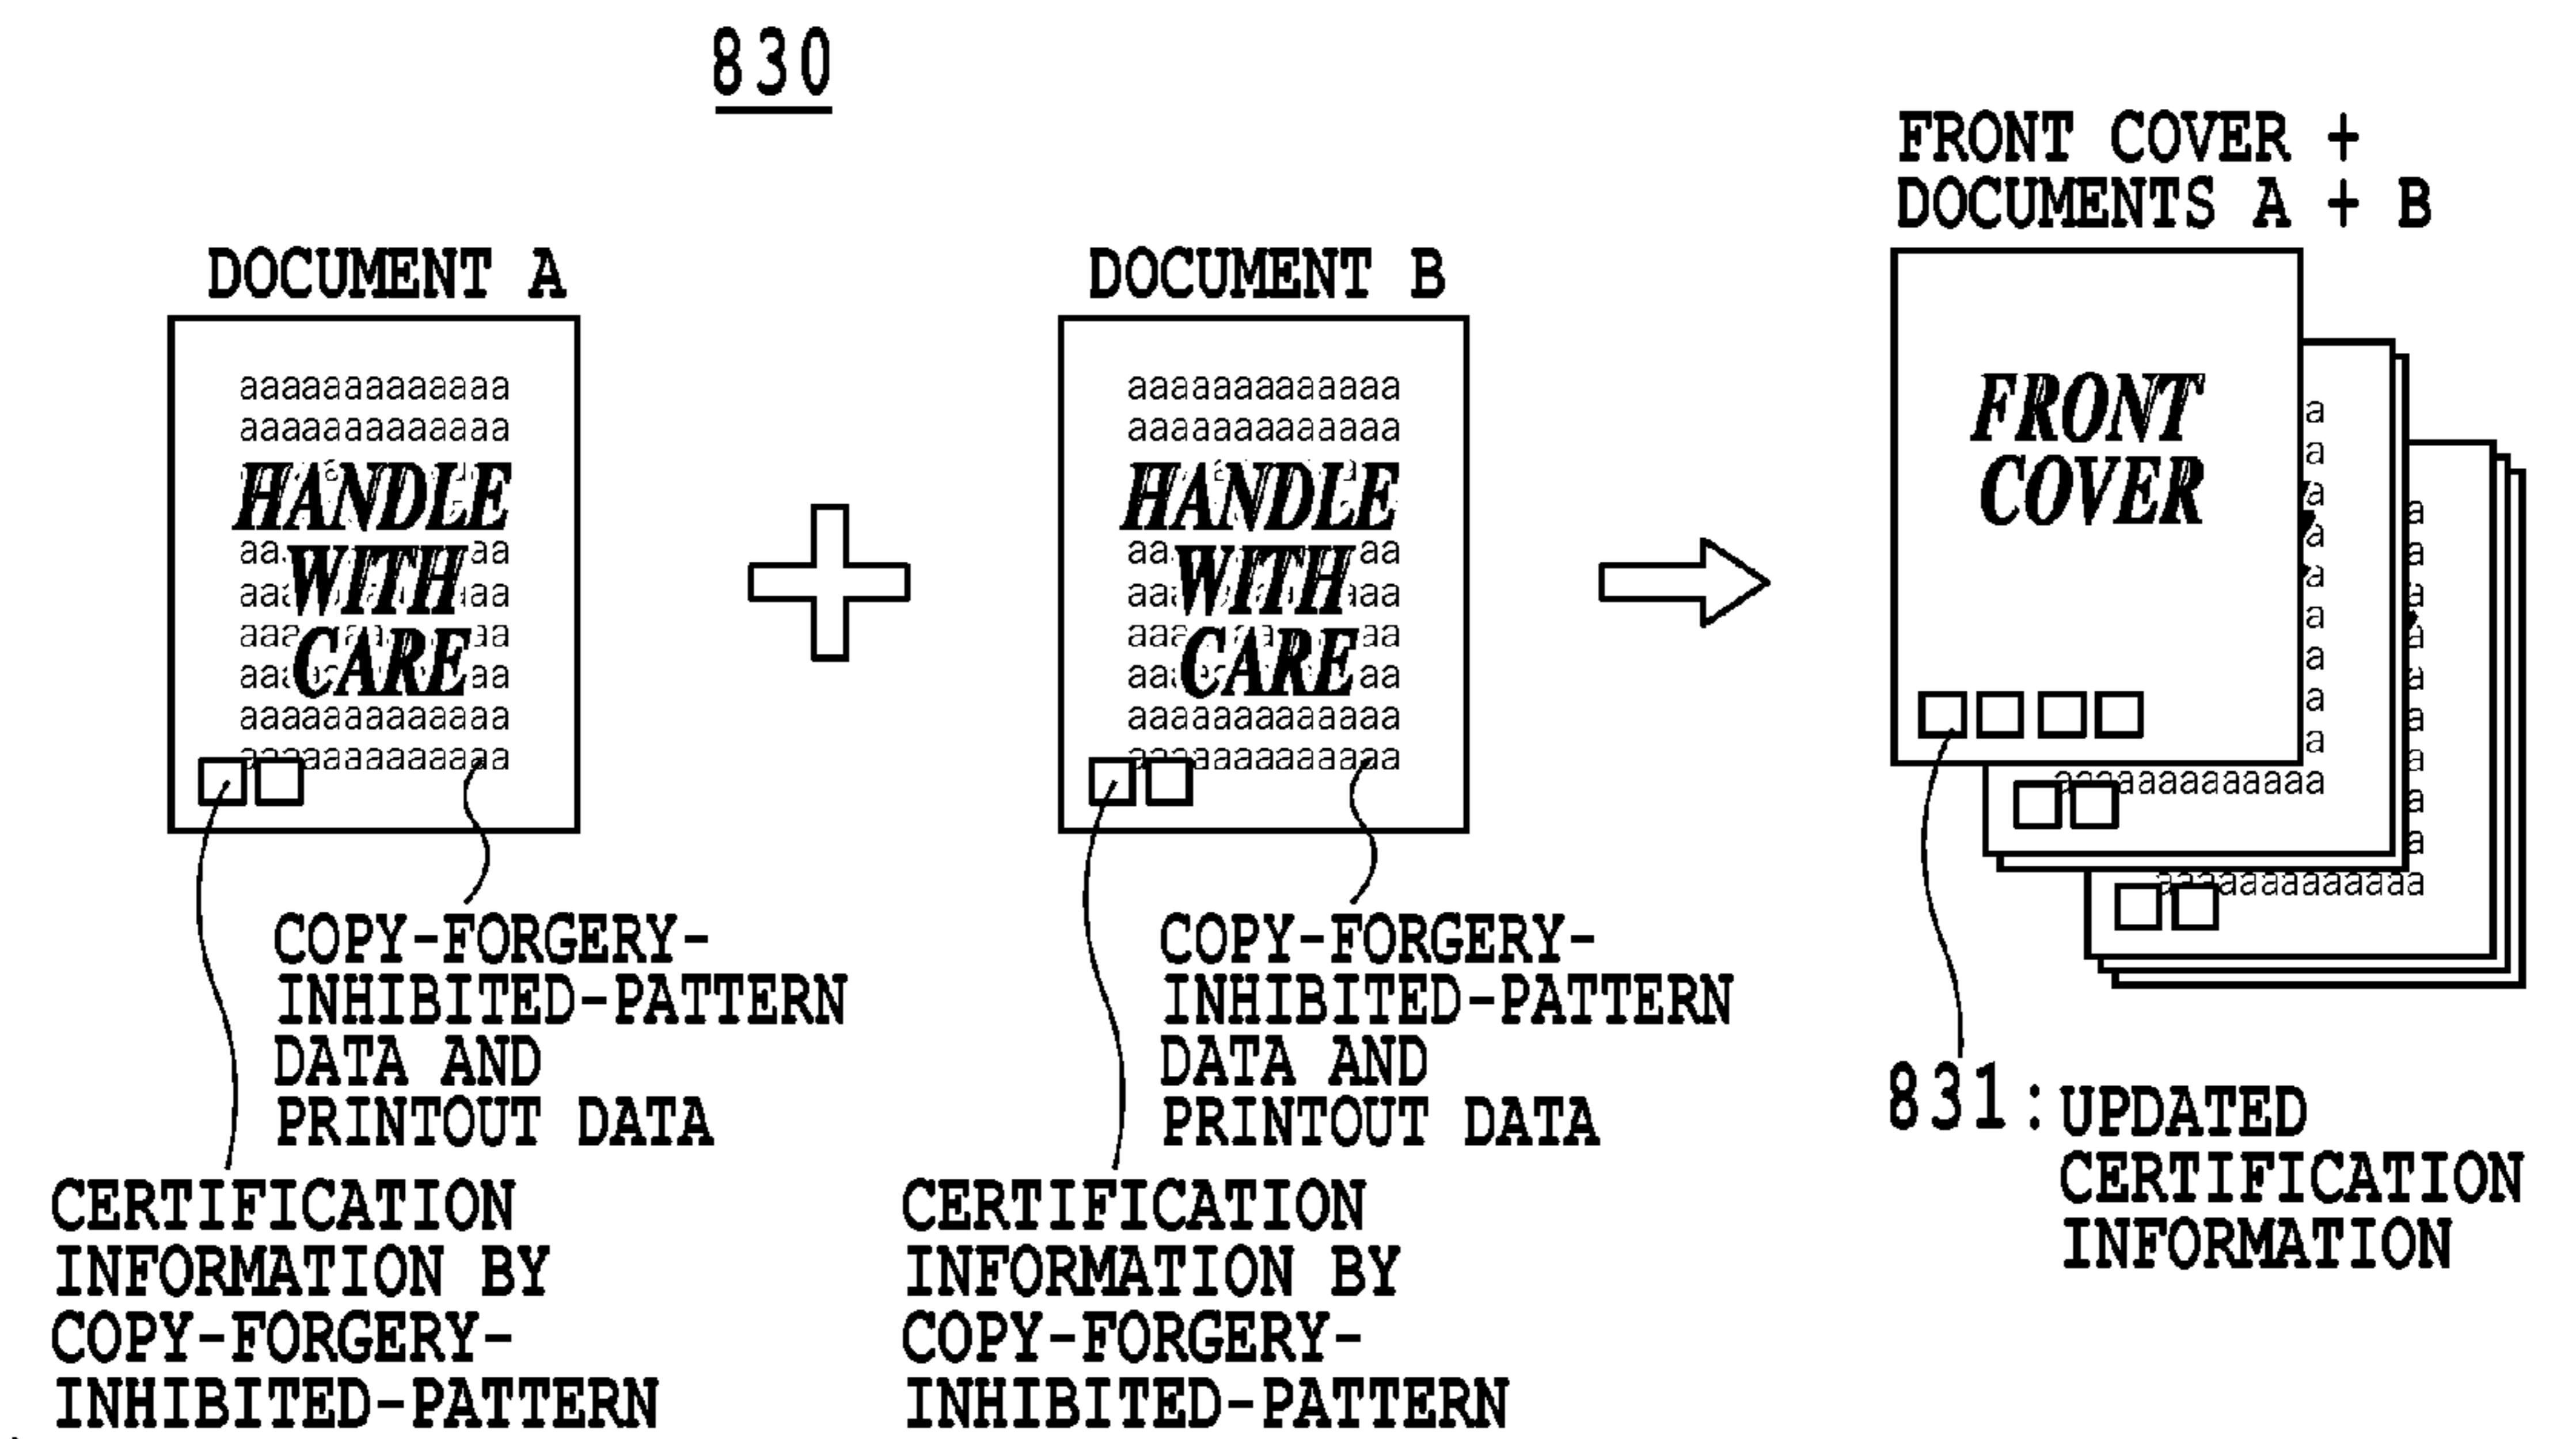 830
DOCUMENT A
aaaaaaaaaaaaa
aaaaaaaaaaaaa
HANDLE
WITH
CARE
aaaaaaaaaaaaa
aaaaaaaaaaaaa
COPY-FORGERY-
INHIBITED-PATTERN
DATA AND
PRINTOUT DATA
CERTIFICATION
INFORMATION BY
COPY-FORGERY-
INHIBITED-PATTERN
DOCUMENT B
aaaaaaaaaaaaa
aaaaaaaaaaaaa
HANDLE
WITH
CARE
aaaaaaaaaaaaa
aaaaaaaaaaaaa
COPY-FORGERY-
INHIBITED-PATTERN
DATA AND
PRINTOUT DATA
CERTIFICATION
INFORMATION BY
COPY-FORGERY-
INHIBITED-PATTERN
FRONT COVER +
DOCUMENTS A + B
FRONT
COVER
aaaaaaaaaaaaa
aaaaaaaaaaaaa
831: UPDATED
CERTIFICATION
INFORMATION